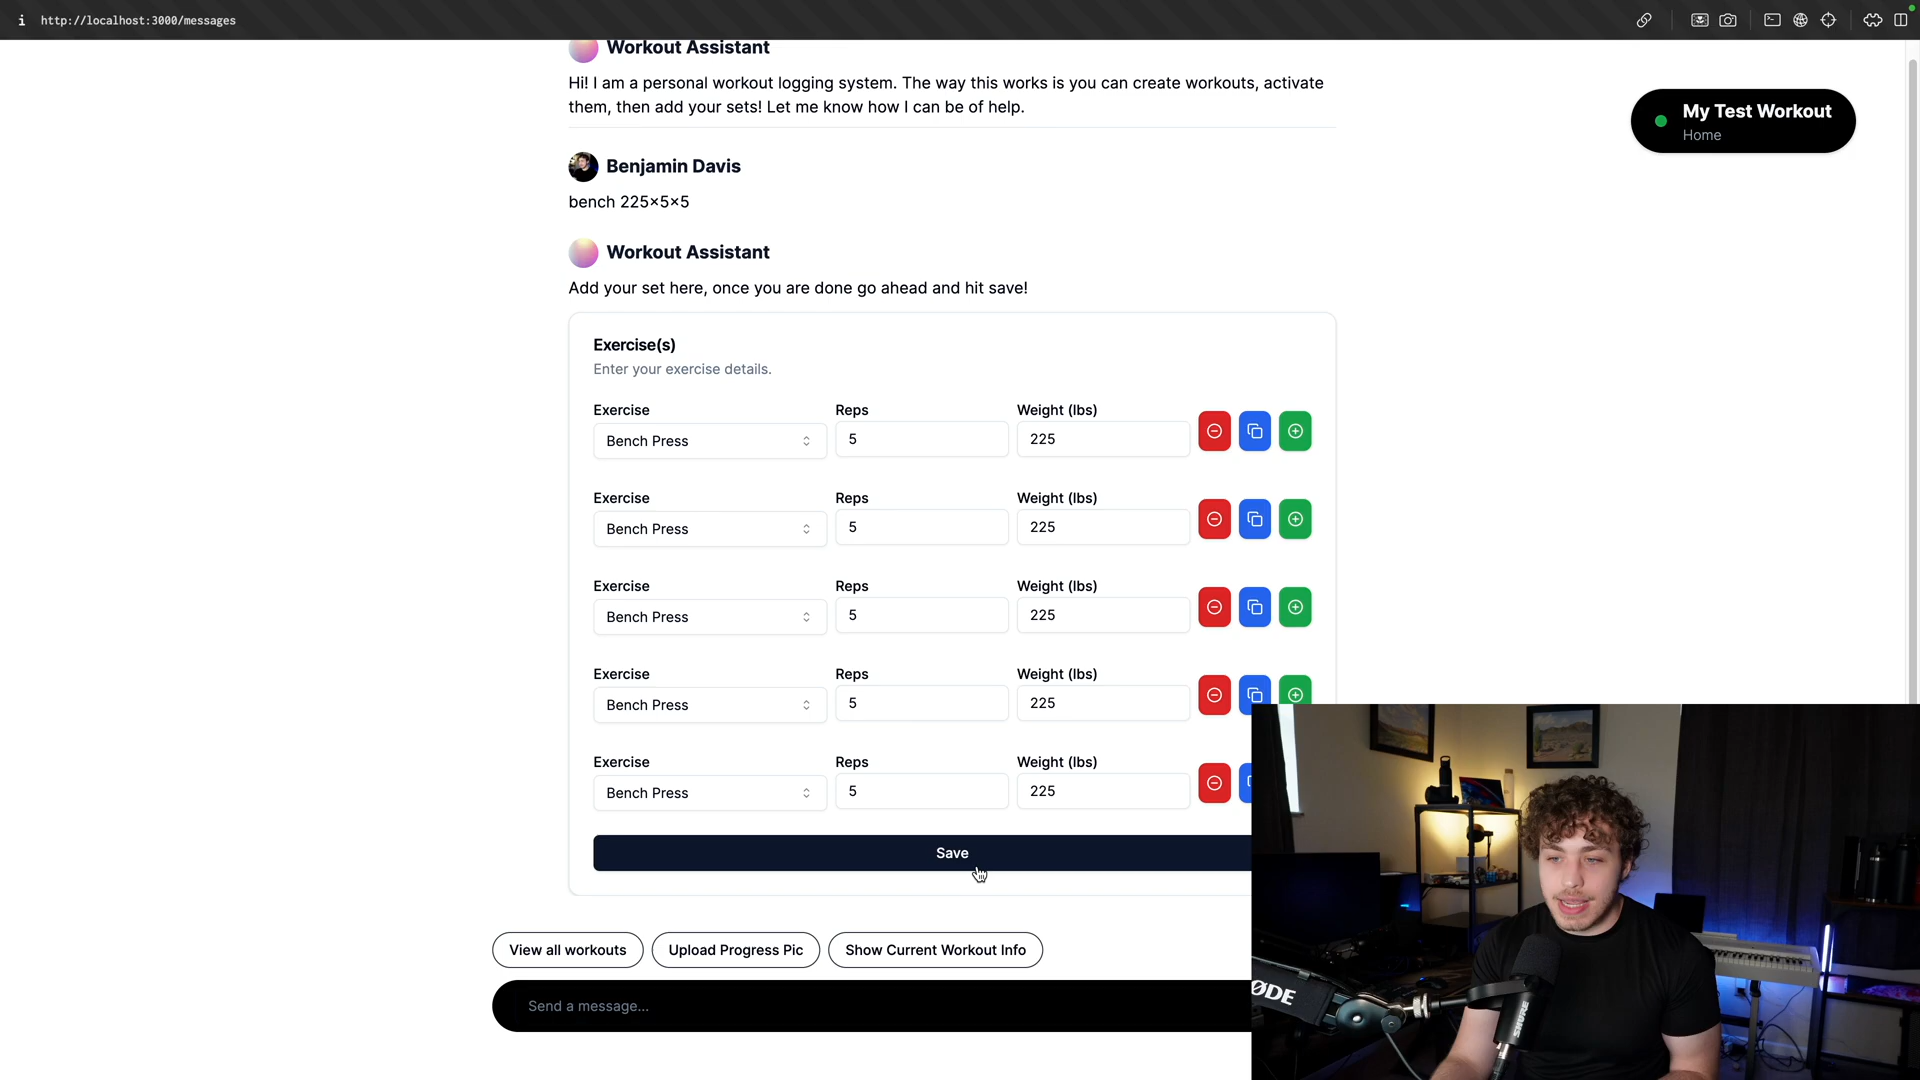 i http://localhost:3000/messages
Workout Assistant
Hi! I am a personal workout logging system. The way this works is you can create workouts, activate
them, then add your sets! Let me know how I can be of help.
My Test Workout
Home
Benjamin Davis
bench 225x5x5
Workout Assistant
Add your set here, once you are done go ahead and hit save!
Exercise(s)
Enter your exercise details.
Exercise Reps Weight (lbs)
Bench Press 5 225
Exercise Reps Weight (lbs)
Bench Press 5 225
Exercise Reps Weight (lbs)
Bench Press 5 225
Exercise Reps Weight (lbs)
Bench Press 5 225
Exercise Reps Weight (lbs)
Bench Press 5 225
Save
View all workouts Upload Progress Pic Show Current Workout Info
Send a message...
RØDE
SHURE